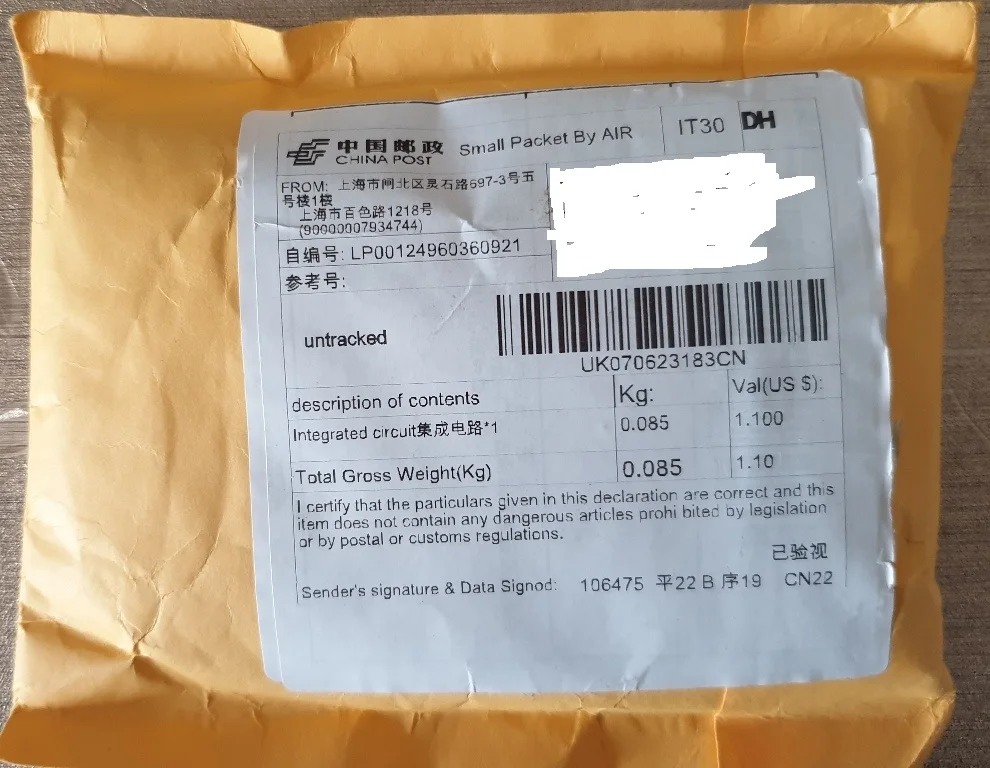 中国邮政
CHINA POST
Small Packet By AIR
IT30
DH
FROM: 上海市闸北区灵石路697-3号五
号楼1楼
上海市百色路1218号
(90000007934744)
自编号: LP00124960360921
参考号:
untracked
UK070623183CN
description of contents Kg: Val(US $):
Integrated circuit集成电路*1 0.085 1.100
Total Gross Weight(Kg) 0.085 1.10
I certify that the particulars given in this declaration are correct and this
item does not contain any dangerous articles prohi bited by legislation
or by postal or customs regulations.
已验视
Sender's signature & Data Signod: 106475 平22 B 序19 CN22